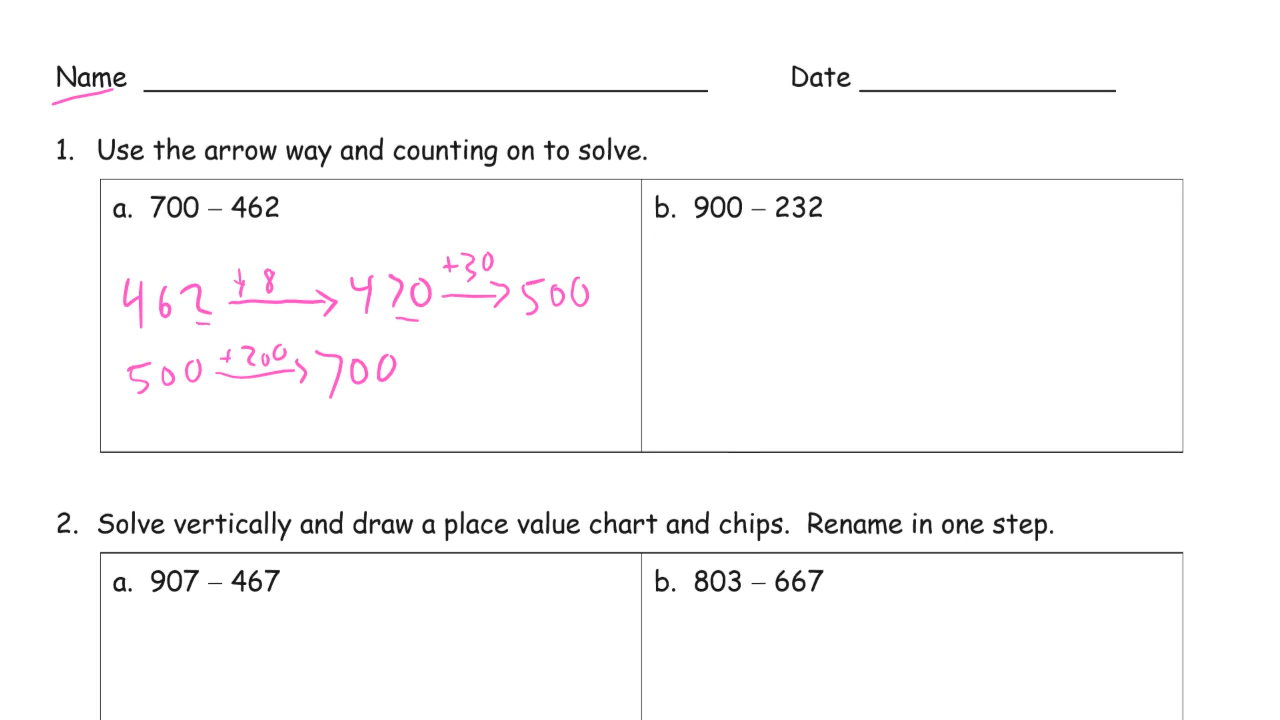 Name ____________ Date ____________
1. Use the arrow way and counting on to solve.
a. 700 – 462
b. 900 – 232
+8 +30
462 → 470 → 500
+200
500 → 700
2. Solve vertically and draw a place value chart and chips. Rename in one step.
a. 907 – 467
b. 803 – 667